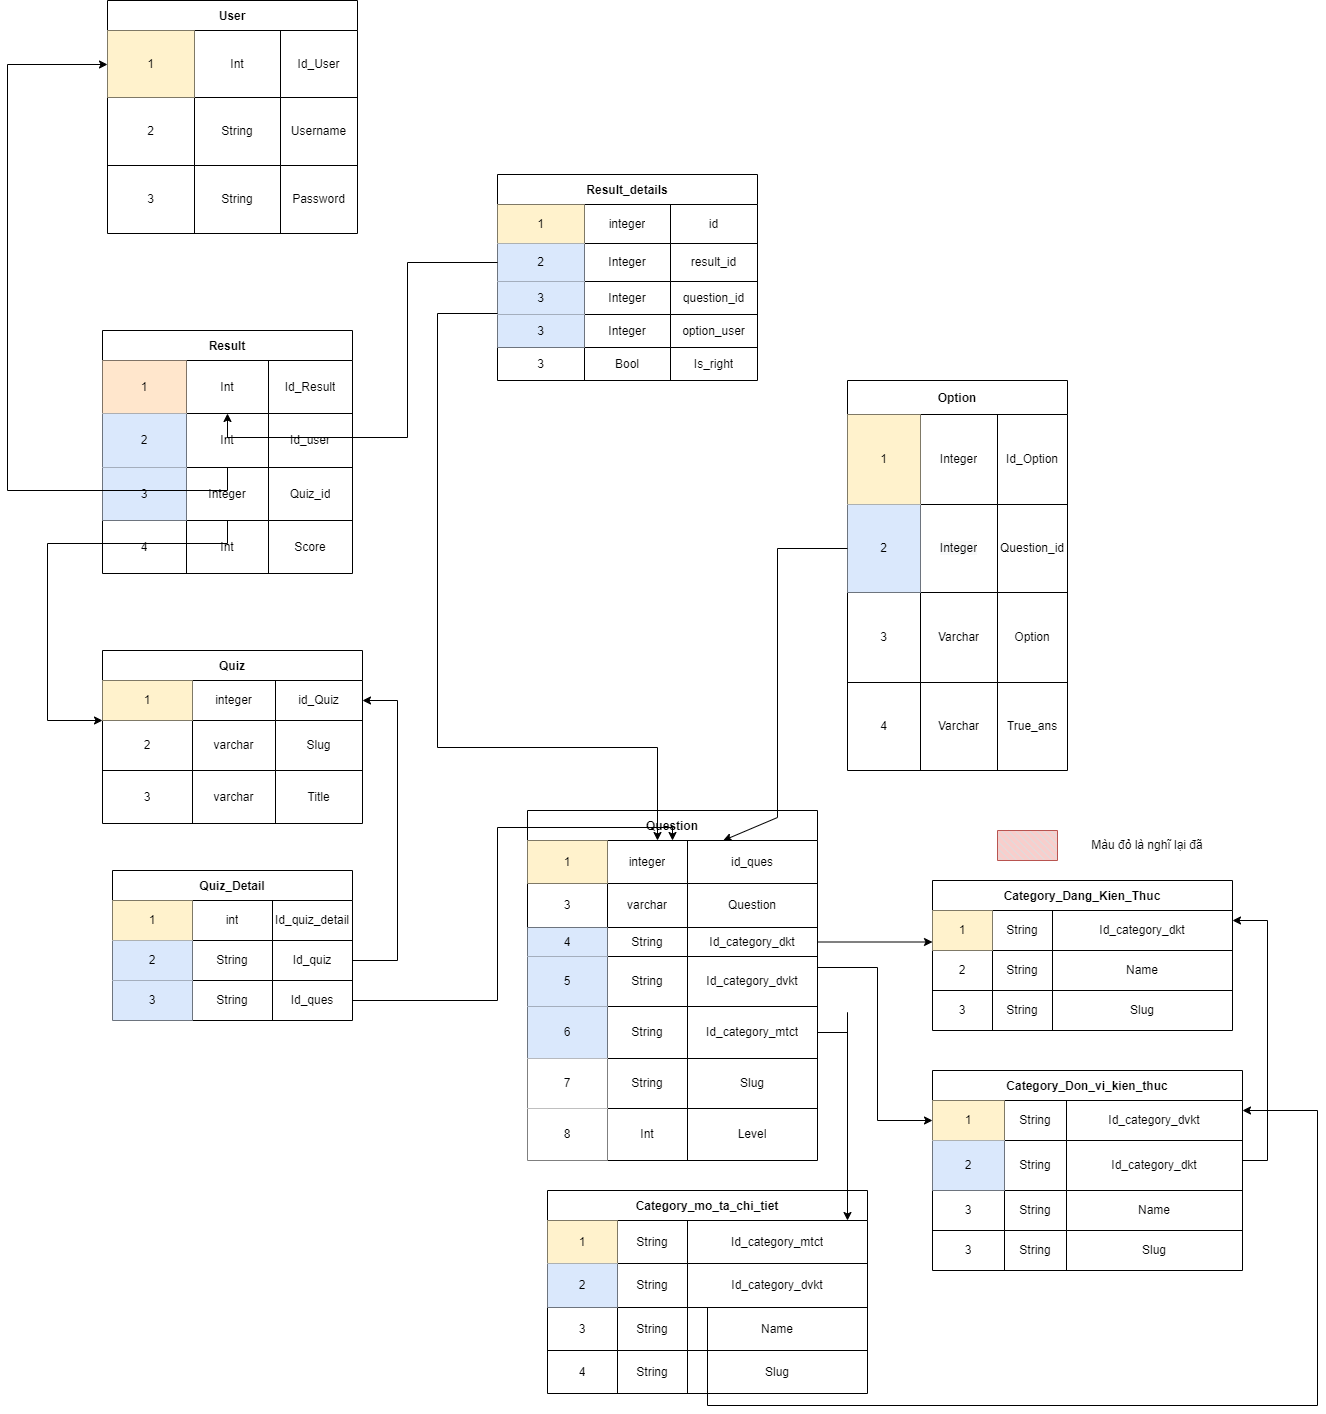 User
1 Int Id_User
2 String Username
3 String Password
Result_details
1 integer id
2 Integer result_id
3 Integer question_id
3 Integer option_user
3 Bool Is_right
Result
1 Int Id_Result
2 Int Id_user
3 Integer Quiz_id
4 Int Score
Option
1 Integer Id_Option
2 Integer Question_id
3 Varchar Option
4 Varchar True_ans
Quiz
1 integer id_Quiz
2 varchar Slug
3 varchar Title
Quiz_Detail
1 int Id_quiz_detail
2 String Id_quiz
3 String Id_ques
Question
1 integer id_ques
3 varchar Question
4 String Id_category_dkt
5 String Id_category_dvkt
6 String Id_category_mtct
7 String Slug
8 Int Level
Màu đỏ là nghĩ lại đã
Category_Dang_Kien_Thuc
1 String Id_category_dkt
2 String Name
3 String Slug
Category_Don_vi_kien_thuc
1 String Id_category_dvkt
2 String Id_category_dkt
3 String Name
3 String Slug
Category_mo_ta_chi_tiet
1 String Id_category_mtct
2 String Id_category_dvkt
3 String Name
4 String Slug